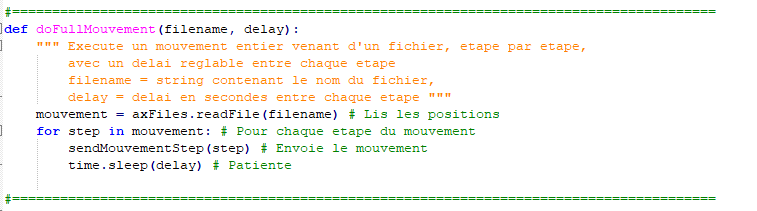 #========================================================================================
def doFullMouvement(filename, delay):
    """ Execute un mouvement entier venant d'un fichier, etape par etape,
        avec un delai reglable entre chaque etape
        filename = string contenant le nom du fichier,
        delay = delai en secondes entre chaque etape """
    mouvement = axFiles.readFile(filename) # Lis les positions
    for step in mouvement: # Pour chaque etape du mouvement
        sendMouvementStep(step) # Envoie le mouvement
        time.sleep(delay) # Patiente
#========================================================================================